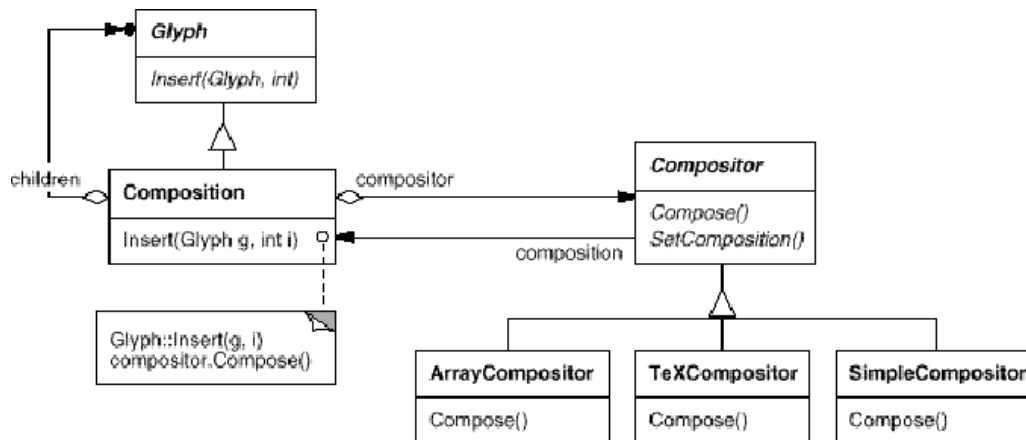 Glyph
Insert(Glyph, int)
children
Composition
Insert(Glyph g, int i)
compositor
composition
Compositor
Compose()
SetComposition()
Glyph::Insert(g, i)
compositor.Compose()
ArrayCompositor
Compose()
TeXCompositor
Compose()
SimpleCompositor
Compose()